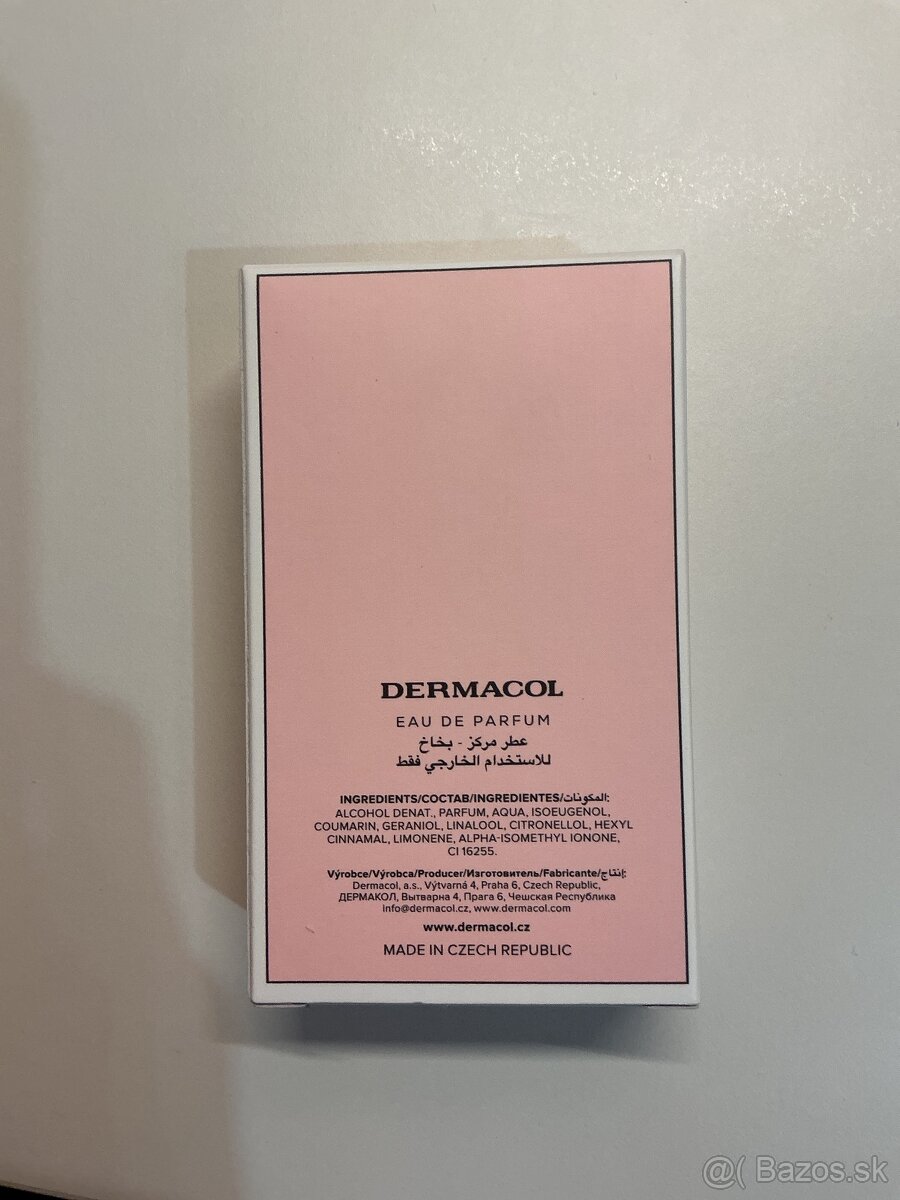 DERMACOL
EAU DE PARFUM
عطر مركز - بخاخ
للاستخدام الخارجي فقط
INGREDIENTS/СОСТАВ/INGREDIENTES/المكونات:
ALCOHOL DENAT., PARFUM, AQUA, ISOEUGENOL,
COUMARIN, GERANIOL, LINALOOL, CITRONELLOL, HEXYL
CINNAMAL, LIMONENE, ALPHA-ISOMETHYL IONONE,
CI 16255.
Výrobce/Výrobca/Producer/Изготовитель/Fabricante/إنتاج:
Dermacol, a.s., Výtvarná 4, Praha 6, Czech Republic,
ДЕРМАКОЛ, Вытварна 4, Прага 6, Чешская Республика
info@dermacol.cz, www.dermacol.com
www.dermacol.cz
MADE IN CZECH REPUBLIC
@( Bazos.sk